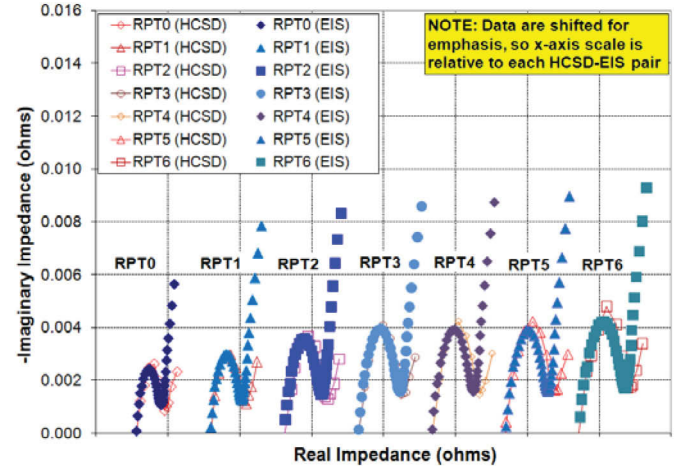 0.016
0.014
0.012
0.010
0.008
0.006
0.004
0.002
0.000
-Imaginary Impedance (ohms)
RPT0 (HCSD) RPT0 (EIS)
RPT1 (HCSD) RPT1 (EIS)
RPT2 (HCSD) RPT2 (EIS)
RPT3 (HCSD) RPT3 (EIS)
RPT4 (HCSD) RPT4 (EIS)
RPT5 (HCSD) RPT5 (EIS)
RPT6 (HCSD) RPT6 (EIS)
NOTE: Data are shifted for
emphasis, so x-axis scale is
relative to each HCSD-EIS pair
RPT0 RPT1 RPT2 RPT3 RPT4 RPT5 RPT6
Real Impedance (ohms)